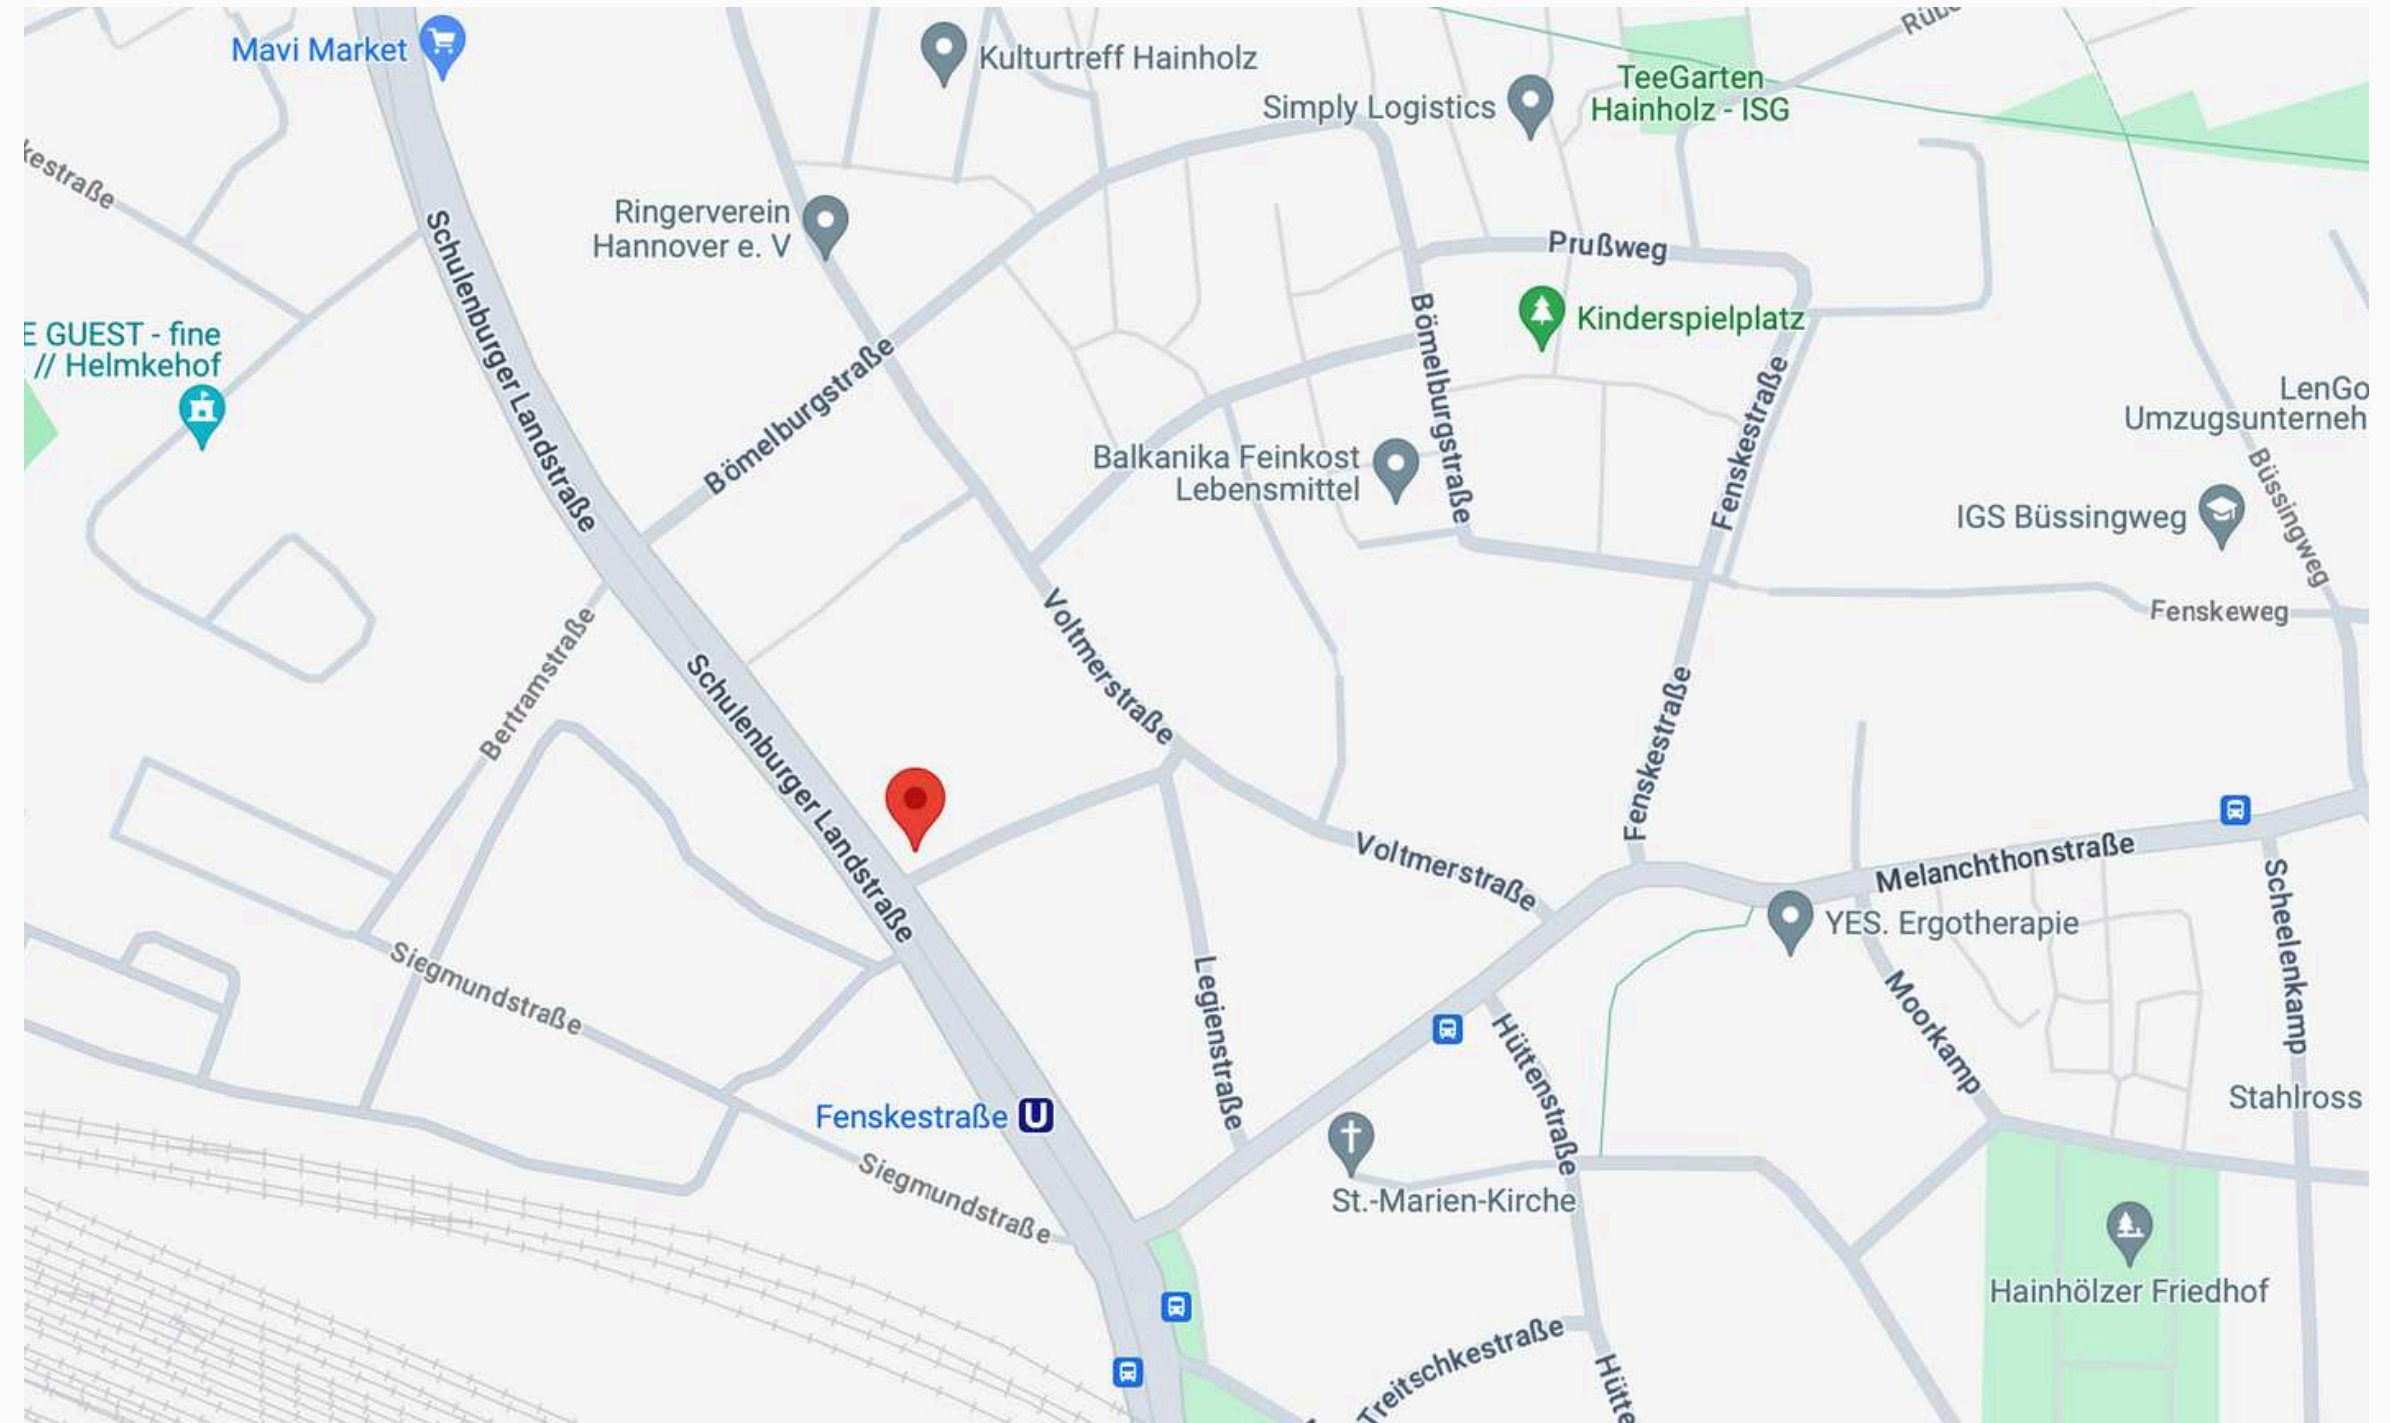 Mavi Market
Kulturtreff Hainholz
Simply Logistics
TeeGarten
Hainholz - ISG
kestraße
Ringerverein
Hannover e. V
Schulenburger Landstraße
Prußweg
Kinderspielplatz
E GUEST - fine
// Helmkehof
Bömelburgstraße
Bömelburgstraße
Fenskestraße
LenGo
Umzugsunterneh
Balkanika Feinkost
Lebensmittel
IGS Büssingweg
Büssingweg
Fenskeweg
Bertramstraße
Schulenburger Landstraße
Voltmerstraße
Fenskestraße
Voltmerstraße
Melanchthonstraße
YES. Ergotherapie
Scheelenkamp
Siegmundstraße
Legienstraße
Hüttenstraße
Moorkamp
Stahlross
Fenskestraße
U
Siegmundstraße
St.-Marien-Kirche
Hainhölzer Friedhof
Treitschkestraße
Hütte